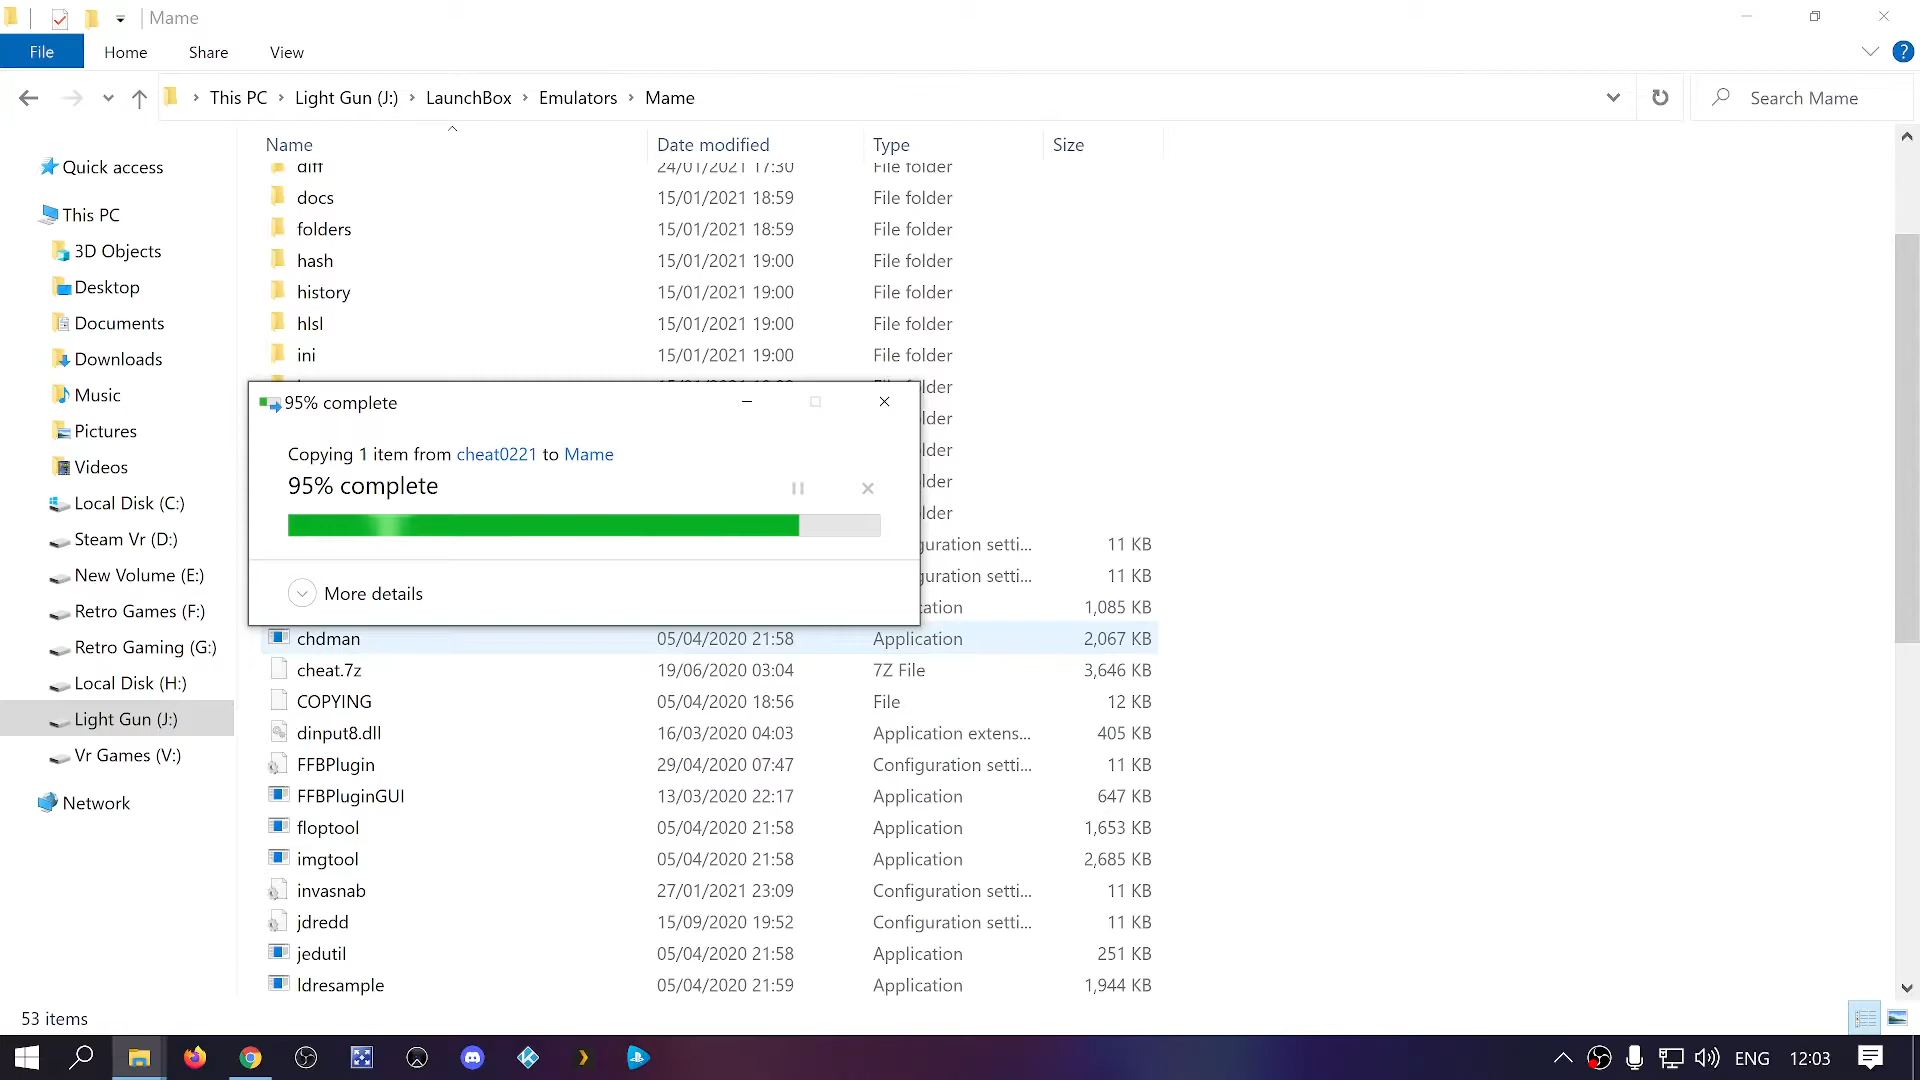 Mame
File Home Share View
This PC Light Gun (J:) LaunchBox Emulators Mame
Search Mame
Name Date modified Type Size
Quick access
This PC
3D Objects
Desktop
Documents
Downloads
Music
Pictures
Videos
Local Disk (C:)
Steam Vr (D:)
New Volume (E:)
Retro Games (F:)
Retro Gaming (G:)
Local Disk (H:)
Light Gun (J:)
Vr Games (V:)
Network
diff 24/01/2021 17:30 File folder
docs 15/01/2021 18:59 File folder
folders 15/01/2021 18:59 File folder
hash 15/01/2021 19:00 File folder
history 15/01/2021 19:00 File folder
hlsl 15/01/2021 19:00 File folder
ini 15/01/2021 19:00 File folder
lder
lder
lder
lder
lder
guration setti... 11 KB
guration setti... 11 KB
cation 1,085 KB
95% complete
Copying 1 item from cheat0221 to Mame
95% complete
More details
chdman 05/04/2020 21:58 Application 2,067 KB
cheat.7z 19/06/2020 03:04 7Z File 3,646 KB
COPYING 05/04/2020 18:56 File 12 KB
dinput8.dll 16/03/2020 04:03 Application extens... 405 KB
FFBPlugin 29/04/2020 07:47 Configuration setti... 11 KB
FFBPluginGUI 13/03/2020 22:17 Application 647 KB
floptool 05/04/2020 21:58 Application 1,653 KB
imgtool 05/04/2020 21:58 Application 2,685 KB
invasnab 27/01/2021 23:09 Configuration setti... 11 KB
jdredd 15/09/2020 19:52 Configuration setti... 11 KB
jedutil 05/04/2020 21:58 Application 251 KB
ldresample 05/04/2020 21:59 Application 1,944 KB
53 items
ENG 12:03